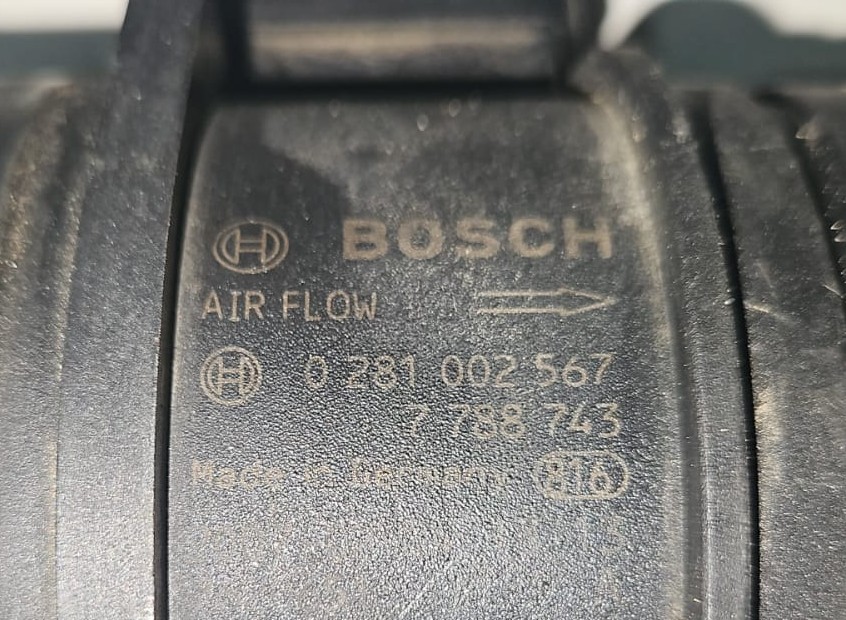 BOSCH
AIR FLOW
0 281 002 567
7 788 743
Made in Germany 816